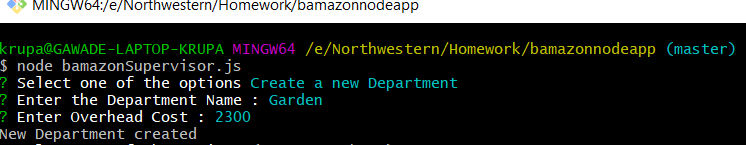 MINGW64:/e/Northwestern/Homework/bamazonnodeapp
krupa@GAWADE-LAPTOP-KRUPA MINGW64 /e/Northwestern/Homework/bamazonnodeapp (master)
$ node bamazonSupervisor.js
? Select one of the options Create a new Department
? Enter the Department Name : Garden
? Enter Overhead Cost : 2300
New Department created